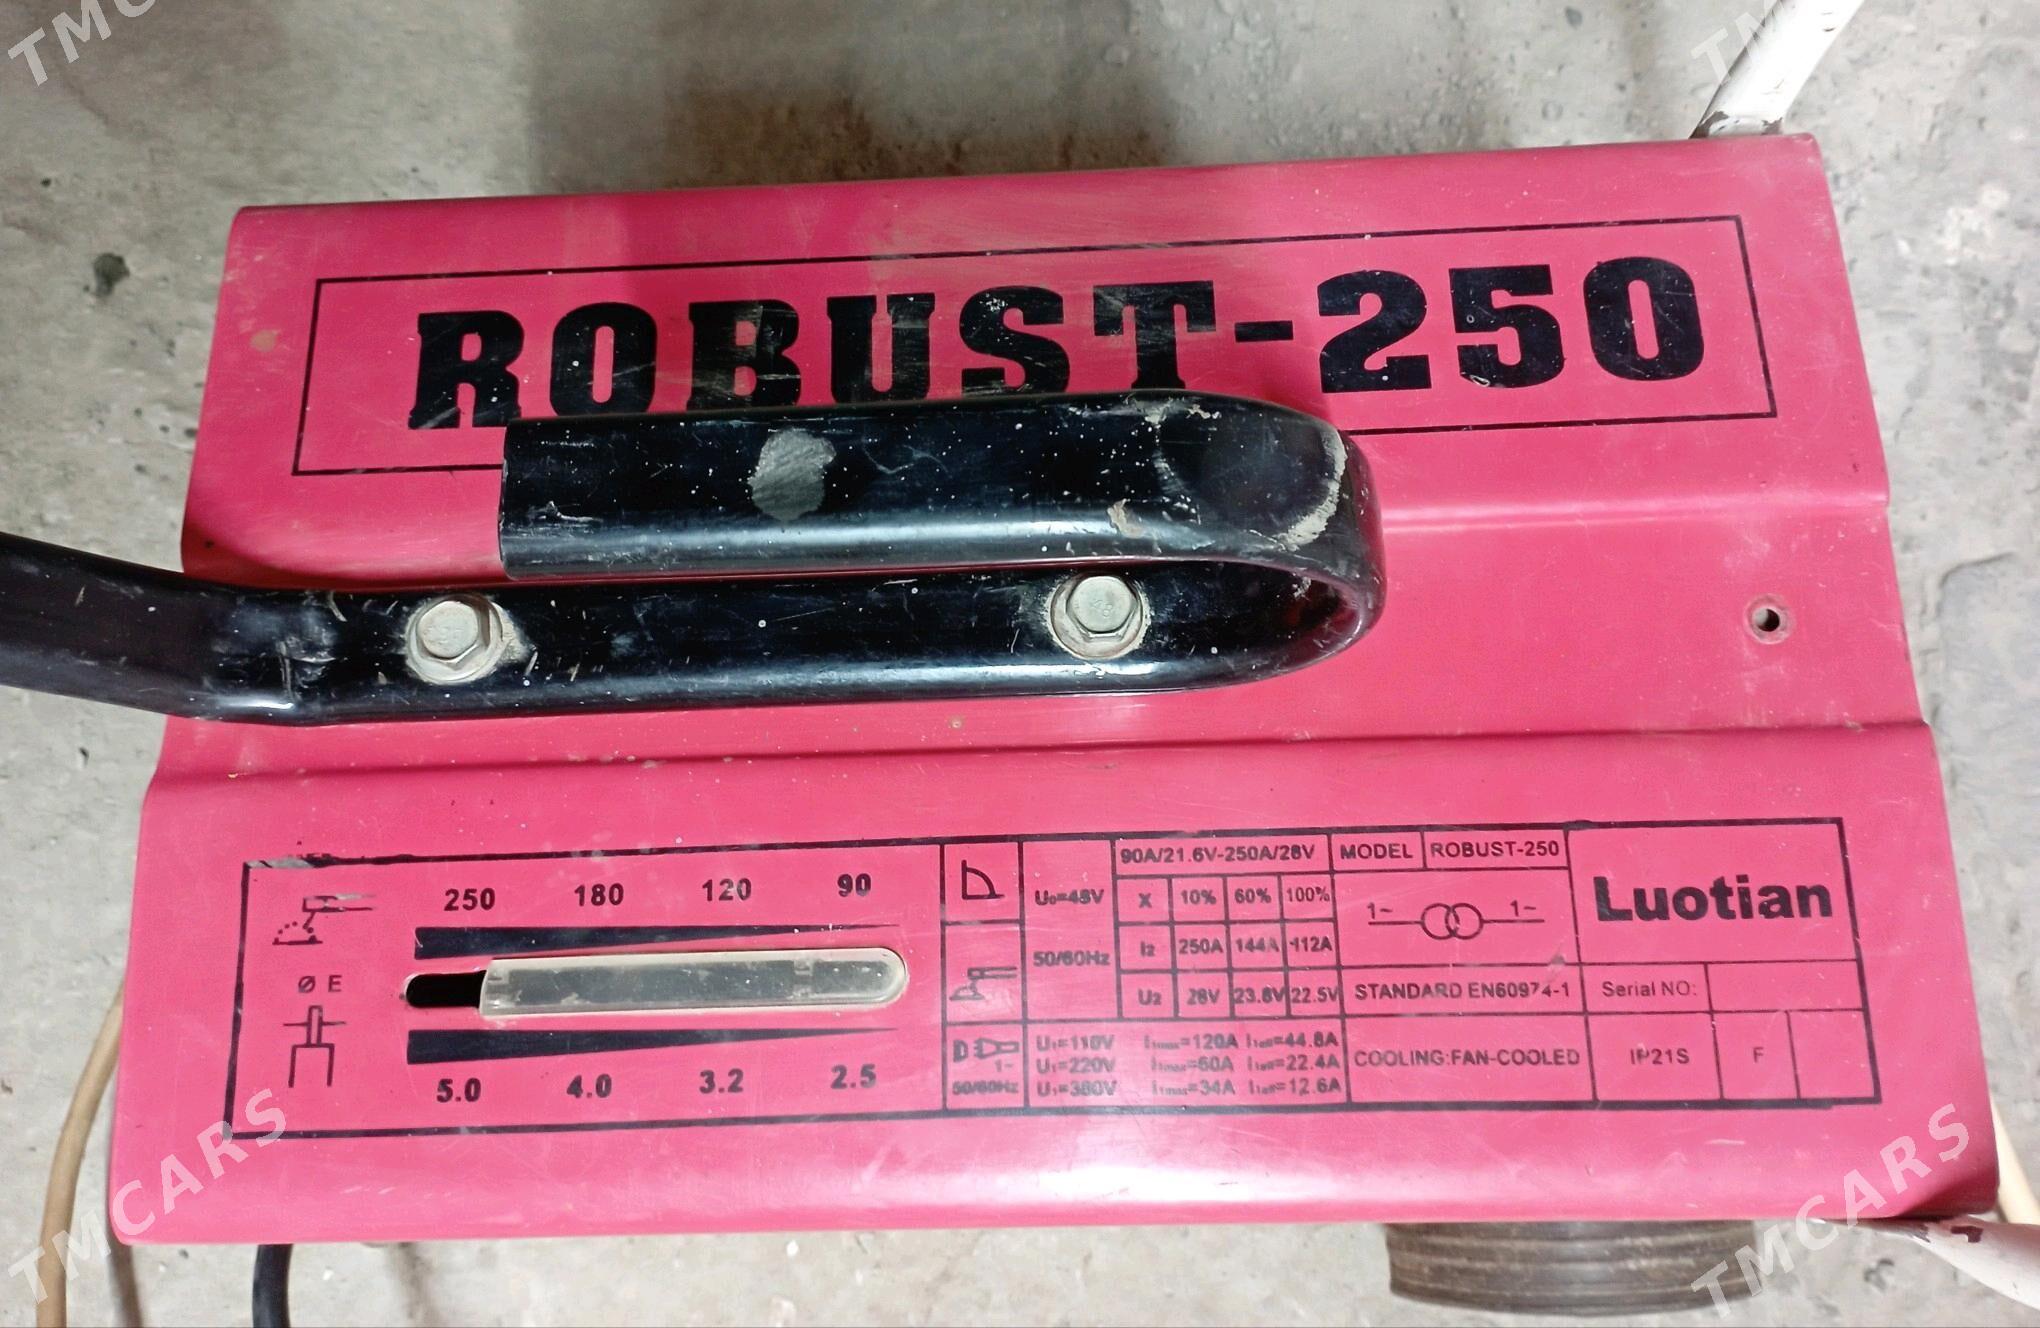 TMCARS
TMCARS
ROBUST-250
250 180 120 90
Ø E
5.0 4.0 3.2 2.5
U₀=48V
50/60Hz
90A/21.6V-250A/28V
X 10% 60% 100%
I₂ 250A 144A 112A
U₂ 28V 23.8V 22.5V
1~
50/60Hz
U₁=110V I₁max=120A I₁eff=44.8A
U₁=220V I₁max=60A I₁eff=22.4A
U₁=380V I₁max=34A I₁eff=12.6A
MODEL ROBUST-250
1~ 1~
STANDARD EN60974-1
COOLING:FAN-COOLED
Luotian
Serial NO:
IP21S F
TMCARS
TMCARS